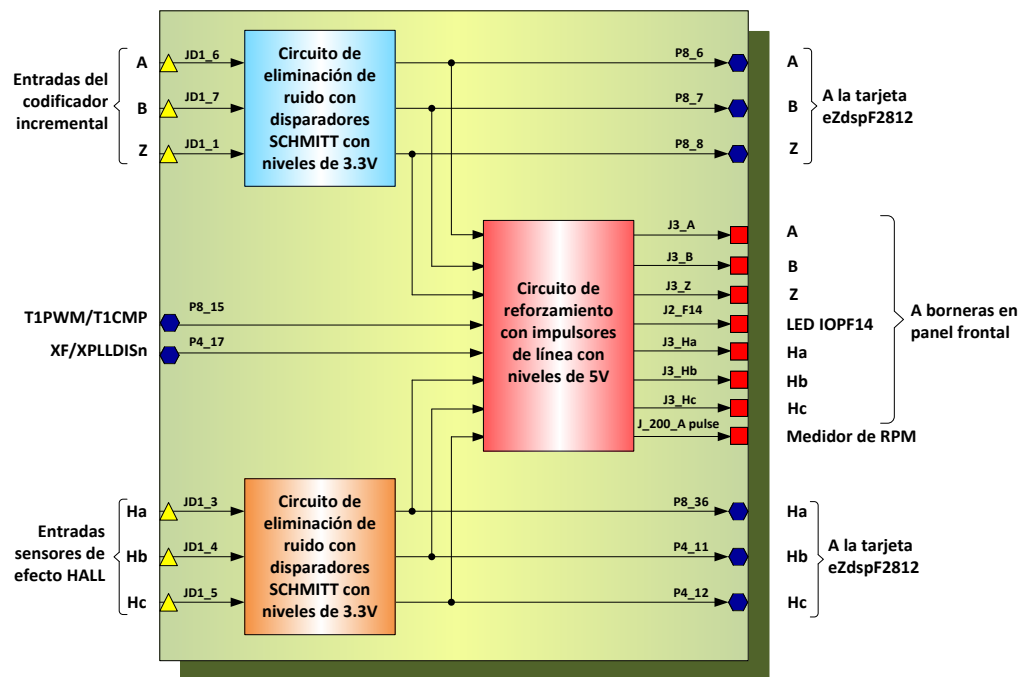 Entradas del
codificador
incremental
A
B
Z
JD1_6
JD1_7
JD1_1
Circuito de
eliminación de
ruido con
disparadores
SCHMITT con
niveles de 3.3V
P8_6
P8_7
P8_8
A
B
Z
A la tarjeta
eZdspF2812
T1PWM/T1CMP
XF/XPLLDISn
P8_15
P4_17
Circuito de
reforzamiento
con impulsores
de línea con
niveles de 5V
J3_A
J3_B
J3_Z
J2_F14
J3_Ha
J3_Hb
J3_Hc
J_200_A pulse
A
B
Z
LED IOPF14
Ha
Hb
Hc
Medidor de RPM
A borneras en
panel frontal
Entradas
sensores de
efecto HALL
Ha
Hb
Hc
JD1_3
JD1_4
JD1_5
Circuito de
eliminación de
ruido con
disparadores
SCHMITT con
niveles de 3.3V
P8_36
P4_11
P4_12
Ha
Hb
Hc
A la tarjeta
eZdspF2812